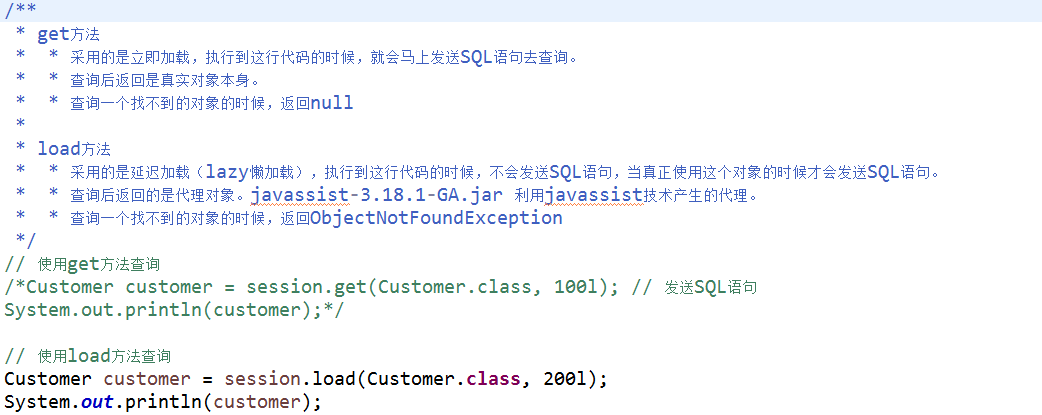 /**
 * get方法
 *  * 采用的是立即加载，执行到这行代码的时候，就会马上发送SQL语句去查询。
 *  * 查询后返回是真实对象本身。
 *  * 查询一个找不到的对象的时候，返回null
 *
 * load方法
 *  * 采用的是延迟加载（lazy懒加载），执行到这行代码的时候，不会发送SQL语句，当真正使用这个对象的时候才会发送SQL语句。
 *  * 查询后返回的是代理对象。javassist-3.18.1-GA.jar 利用javassist技术产生的代理。
 *  * 查询一个找不到的对象的时候，返回ObjectNotFoundException
 */
// 使用get方法查询
/*Customer customer = session.get(Customer.class, 100l); // 发送SQL语句
System.out.println(customer);*/
// 使用load方法查询
Customer customer = session.load(Customer.class, 200l);
System.out.println(customer);